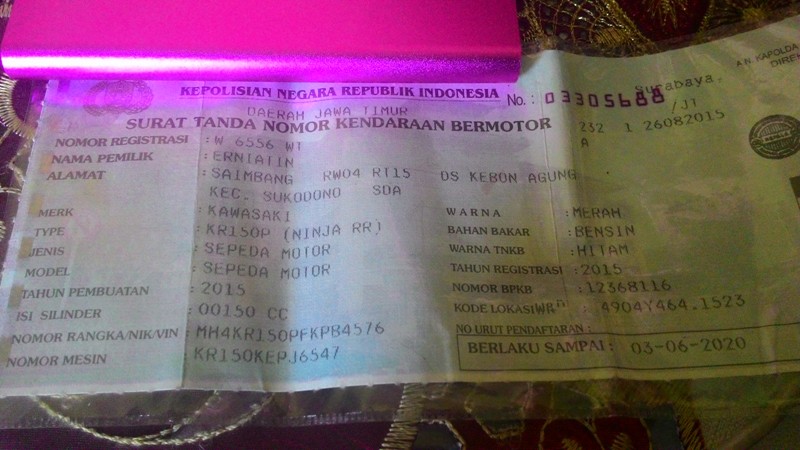 KEPOLISIAN NEGARA REPUBLIK INDONESIA
No. : 03305688 /JT
Surabaya,
A.N. KAPOLDA
DIREK
DAERAH JAWA TIMUR
SURAT TANDA NOMOR KENDARAAN BERMOTOR
232 1 26082015
A
NOMOR REGISTRASI : W 6556 WT
NAMA PEMILIK : ERNIATIN
ALAMAT : SAIMBANG RW04 RT15 DS KEBON AGUNG
KEC. SUKODONO SDA
MERK : KAWASAKI
TYPE : KR150P (NINJA RR)
JENIS : SEPEDA MOTOR
MODEL : SEPEDA MOTOR
TAHUN PEMBUATAN : 2015
ISI SILINDER : 00150 CC
NOMOR RANGKA/NIK/VIN : MH4KR150PFKPB4576
NOMOR MESIN : KR150KEPJ6547
WARNA : MERAH
BAHAN BAKAR : BENSIN
WARNA TNKB : HITAM
TAHUN REGISTRASI : 2015
NOMOR BPKB : 12368116
KODE LOKASI WRD : 4904Y464.1523
NO URUT PENDAFTARAN :
BERLAKU SAMPAI : 03-06-2020